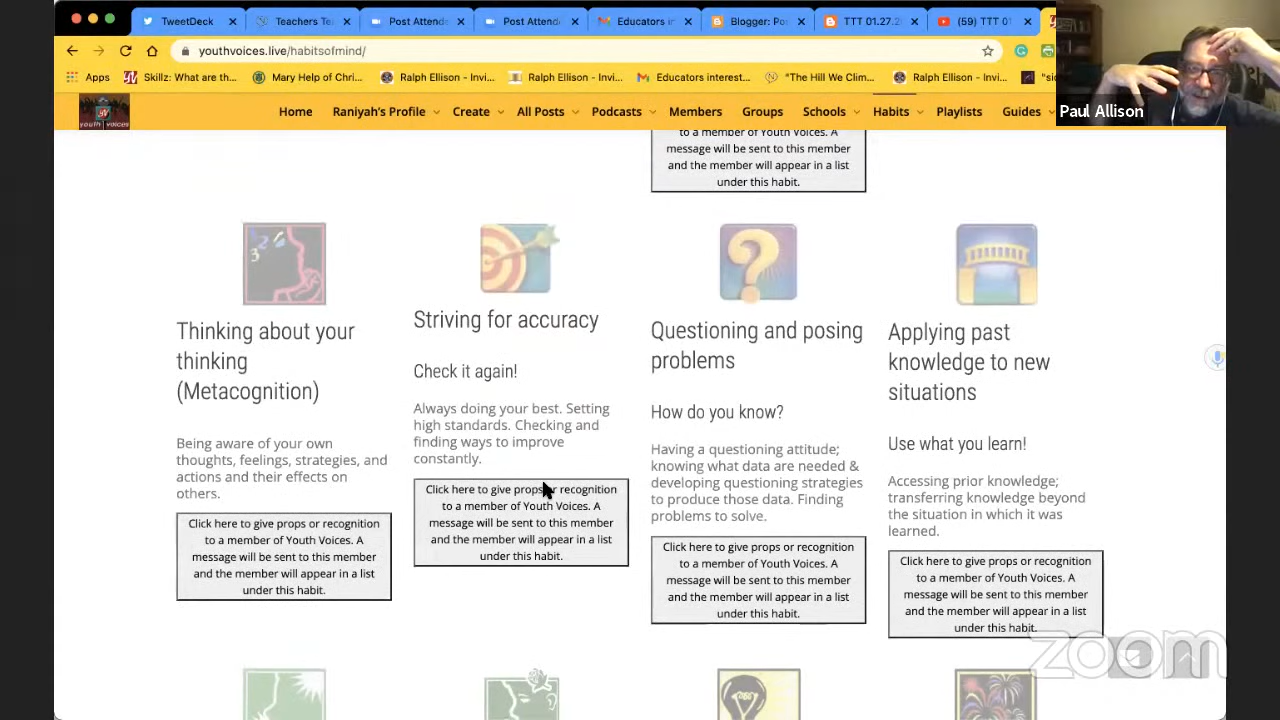 TweetDeck
Teachers Te
Post Attend
Post Attend
Educators in
Blogger: Po
TTT 01.27.2
(59) TTT 01
youthvoices.live/habitsofmind/
Apps
Skillz: What are th...
Mary Help of Chri...
Ralph Ellison - Invi...
Ralph Ellison - Invi...
Educators interest...
"The Hill We Clim...
Ralph Ellison - Invi...
"sid
Paul Allison
youth voices
Home
Raniyah's Profile
Create
All Posts
Podcasts
Members
Groups
Schools
Habits
Playlists
Guides
to a member of Youth Voices. A
message will be sent to this member
and the member will appear in a list
under this habit.
Thinking about your
thinking
(Metacognition)
Being aware of your own
thoughts, feelings, strategies, and
actions and their effects on
others.
Click here to give props or recognition
to a member of Youth Voices. A
message will be sent to this member
and the member will appear in a list
under this habit.
Striving for accuracy
Check it again!
Always doing your best. Setting
high standards. Checking and
finding ways to improve
constantly.
Click here to give props or recognition
to a member of Youth Voices. A
message will be sent to this member
and the member will appear in a list
under this habit.
Questioning and posing
problems
How do you know?
Having a questioning attitude;
knowing what data are needed &
developing questioning strategies
to produce those data. Finding
problems to solve.
Click here to give props or recognition
to a member of Youth Voices. A
message will be sent to this member
and the member will appear in a list
under this habit.
Applying past
knowledge to new
situations
Use what you learn!
Accessing prior knowledge;
transferring knowledge beyond
the situation in which it was
learned.
Click here to give props or recognition
to a member of Youth Voices. A
message will be sent to this member
and the member will appear in a list
under this habit.
zoom